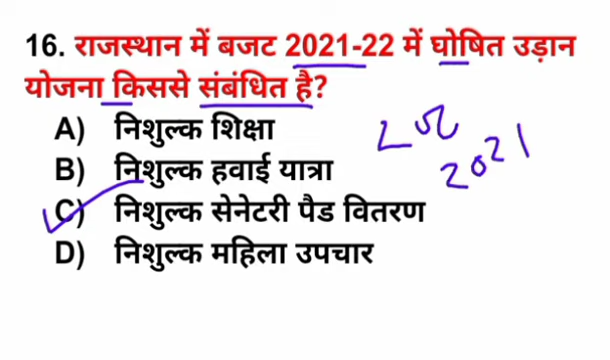 16. राजस्थान में बजट 2021-22 में घोषित उड़ान
योजना किससे संबंधित है?
A) निशुल्क शिक्षा
B) निशुल्क हवाई यात्रा
C) निशुल्क सेनेटरी पैड वितरण
D) निशुल्क महिला उपचार
2021